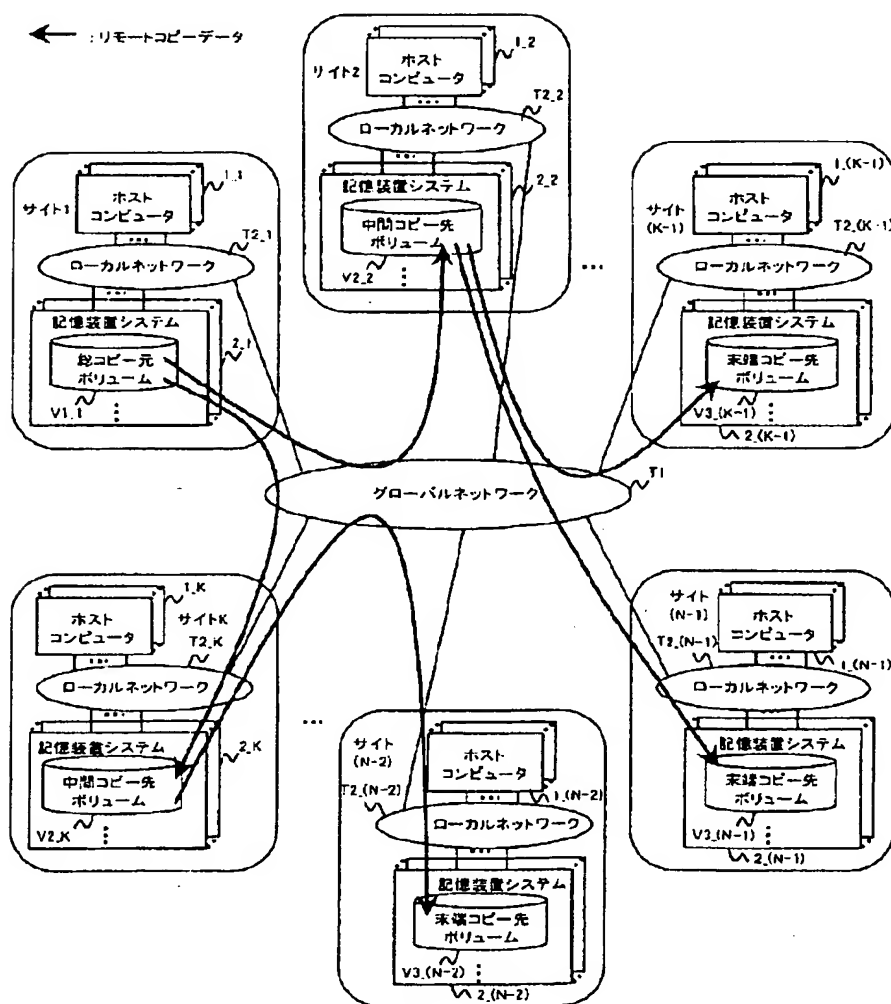 :リモートコピーデータ
サイト1
ホスト
コンピュータ
1_1
T2_1
ローカルネットワーク
記憶装置システム
総コピー元
ボリューム
2_1
V1_1
サイト2
ホスト
コンピュータ
1_2
T2_2
ローカルネットワーク
記憶装置システム
2_2
中間コピー先
ボリューム
V2_2
...
サイト
(K-1)
ホスト
コンピュータ
1_(K-1)
T2_(K-1)
ローカルネットワーク
記憶装置システム
末端コピー先
ボリューム
V3_(K-1)
2_(K-1)
グローバルネットワーク
T1
サイトK
ホスト
コンピュータ
1_K
T2_K
ローカルネットワーク
記憶装置システム
2_K
中間コピー先
ボリューム
V2_K
...
サイト
(N-2)
ホスト
コンピュータ
1_(N-2)
T2_(N-2)
ローカルネットワーク
記憶装置システム
末端コピー先
ボリューム
V3_(N-2)
2_(N-2)
サイト
(N-1)
ホスト
コンピュータ
T2_(N-1)
1_(N-1)
ローカルネットワーク
記憶装置システム
末端コピー先
ボリューム
V3_(N-1)
2_(N-1)